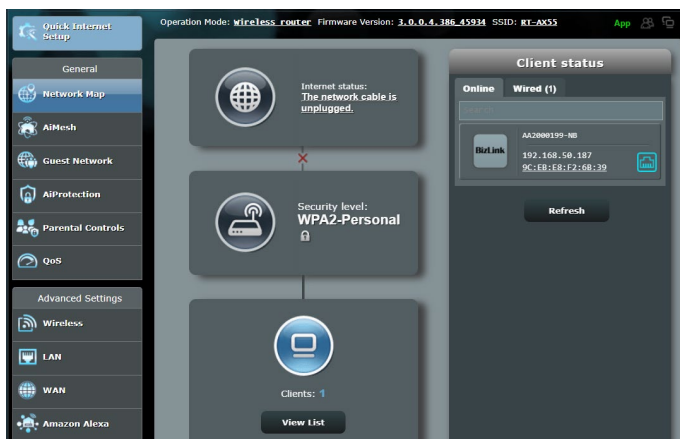 Quick Internet
Setup
Operation Mode: Wireless router Firmware Version: 3.0.0.4.386_45934 SSID: RT-AX55
App
General
Network Map
AiMesh
Guest Network
AiProtection
Parental Controls
QoS
Advanced Settings
Wireless
LAN
WAN
Amazon Alexa
Internet status:
The network cable is
unplugged.
Security level:
WPA2-Personal
Clients: 1
View List
Client status
Online
Wired (1)
Search
AA2000199-NB
BizLink
192.168.50.187
9C:EB:E8:F2:6B:39
Refresh